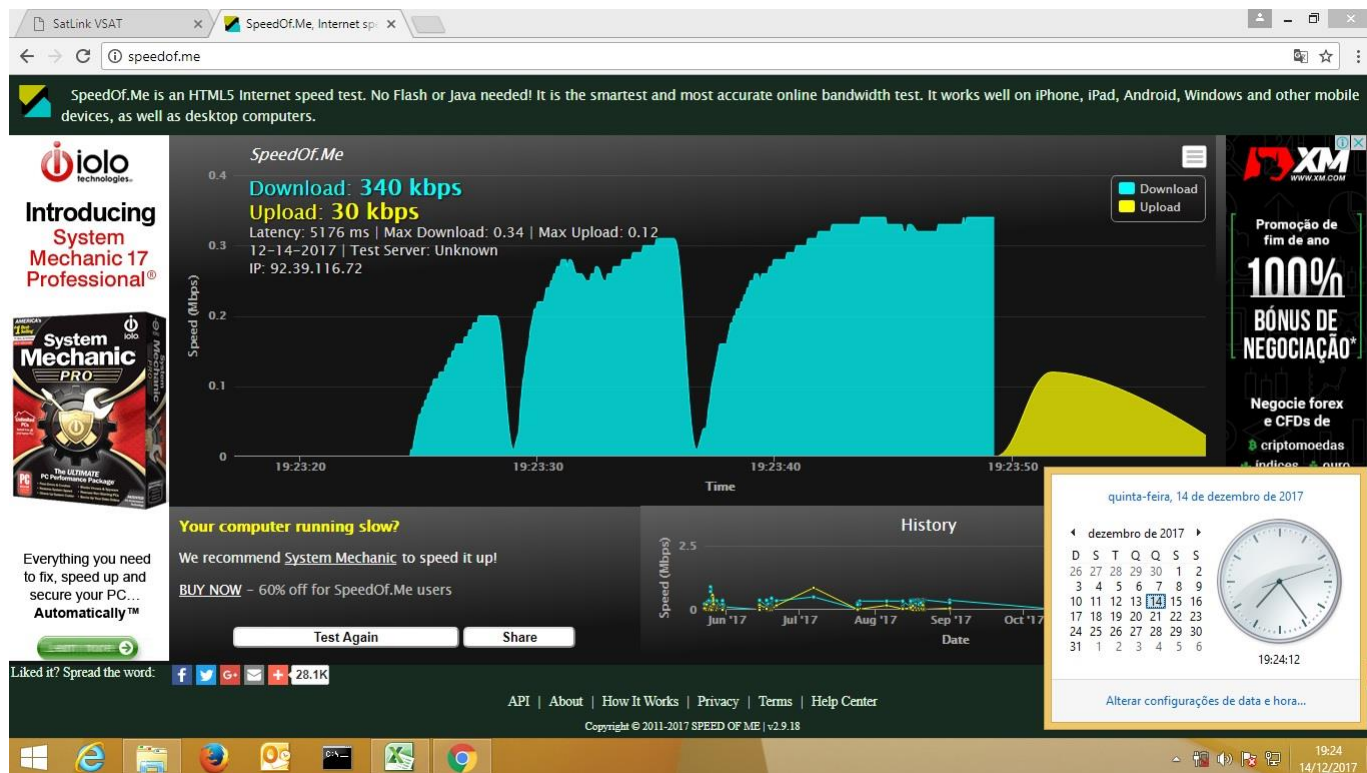 SatLink VSAT
SpeedOf.Me, Internet sp
speedof.me
SpeedOf.Me is an HTML5 Internet speed test. No Flash or Java needed! It is the smartest and most accurate online bandwidth test. It works well on iPhone, iPad, Android, Windows and other mobile
devices, as well as desktop computers.
iolo
technologies
Introducing
System
Mechanic 17
Professional®
System
Mechanic
PRO
The ULTIMATE
PC Performance Package
Everything you need
to fix, speed up and
secure your PC...
Automatically™
SpeedOf.Me
Download: 340 kbps
Upload: 30 kbps
Latency: 5176 ms | Max Download: 0.34 | Max Upload: 0.12
12-14-2017 | Test Server: Unknown
IP: 92.39.116.72
Download
Upload
Speed (Mbps)
0.4
0.3
0.2
0.1
0
19:23:20 19:23:30 19:23:40 19:23:50
Time
XM
WWW.XM.COM
Promoção de
fim de ano
100%
BÓNUS DE
NEGOCIAÇÃO*
Negocie forex
e CFDs de
criptomoedas
índices ouro
Your computer running slow?
We recommend System Mechanic to speed it up!
BUY NOW – 60% off for SpeedOf.Me users
Test Again Share
History
Speed (Mbps)
2.5
0
Jun '17 Jul '17 Aug '17 Sep '17 Oct '17
Date
quinta-feira, 14 de dezembro de 2017
dezembro de 2017
D S T Q Q S S
26 27 28 29 30 1 2
3 4 5 6 7 8 9
10 11 12 13 14 15 16
17 18 19 20 21 22 23
24 25 26 27 28 29 30
31 1 2 3 4 5 6
19:24:12
Alterar configurações de data e hora...
Liked it? Spread the word:
28.1K
API | About | How It Works | Privacy | Terms | Help Center
Copyright © 2011-2017 SPEED OF ME | v2.9.18
19:24
14/12/2017